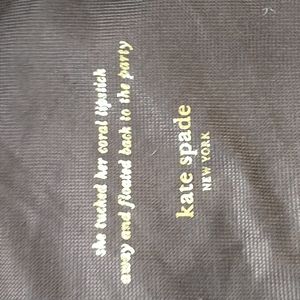 she tucked her coral lipstick
away and floated back to the party
kate spade
NEW YORK